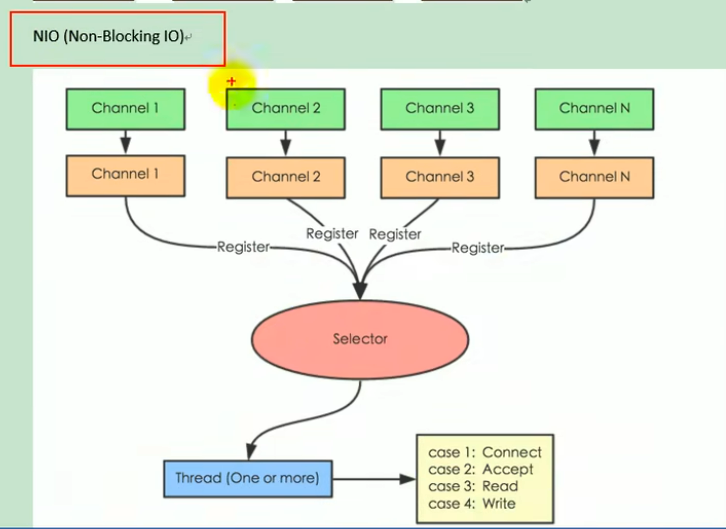 NIO (Non-Blocking IO)
Channel 1
Channel 2
Channel 3
Channel N
Channel 1
Channel 2
Channel 3
Channel N
Register
Register
Register
Register
Selector
Thread (One or more)
case 1: Connect
case 2: Accept
case 3: Read
case 4: Write